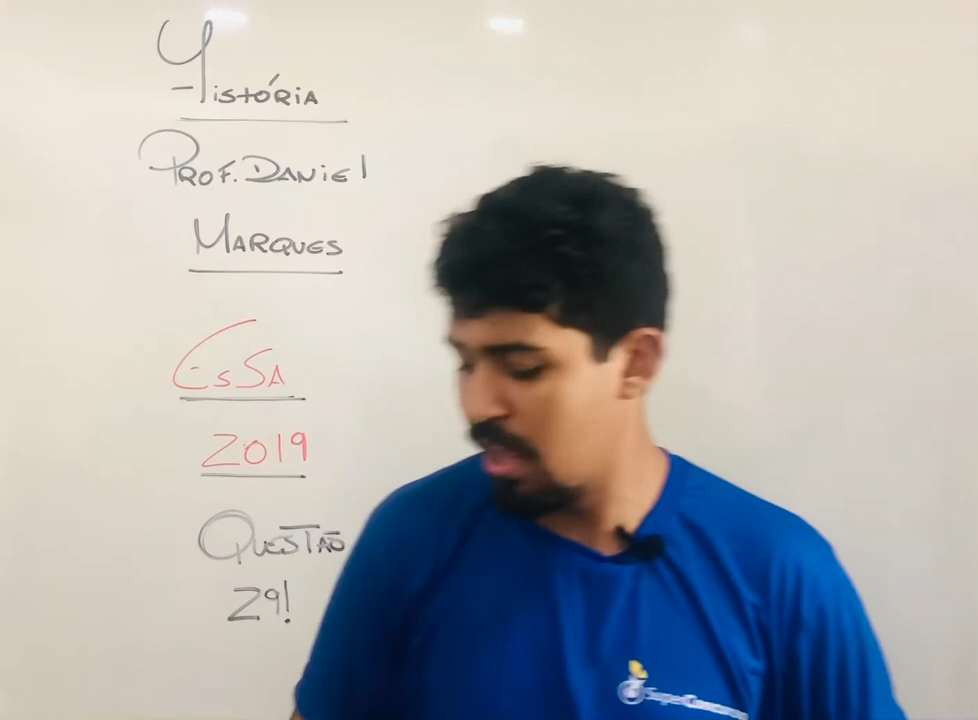 História
Prof. Daniel
Marques
EsSA
2019
Questão
29!